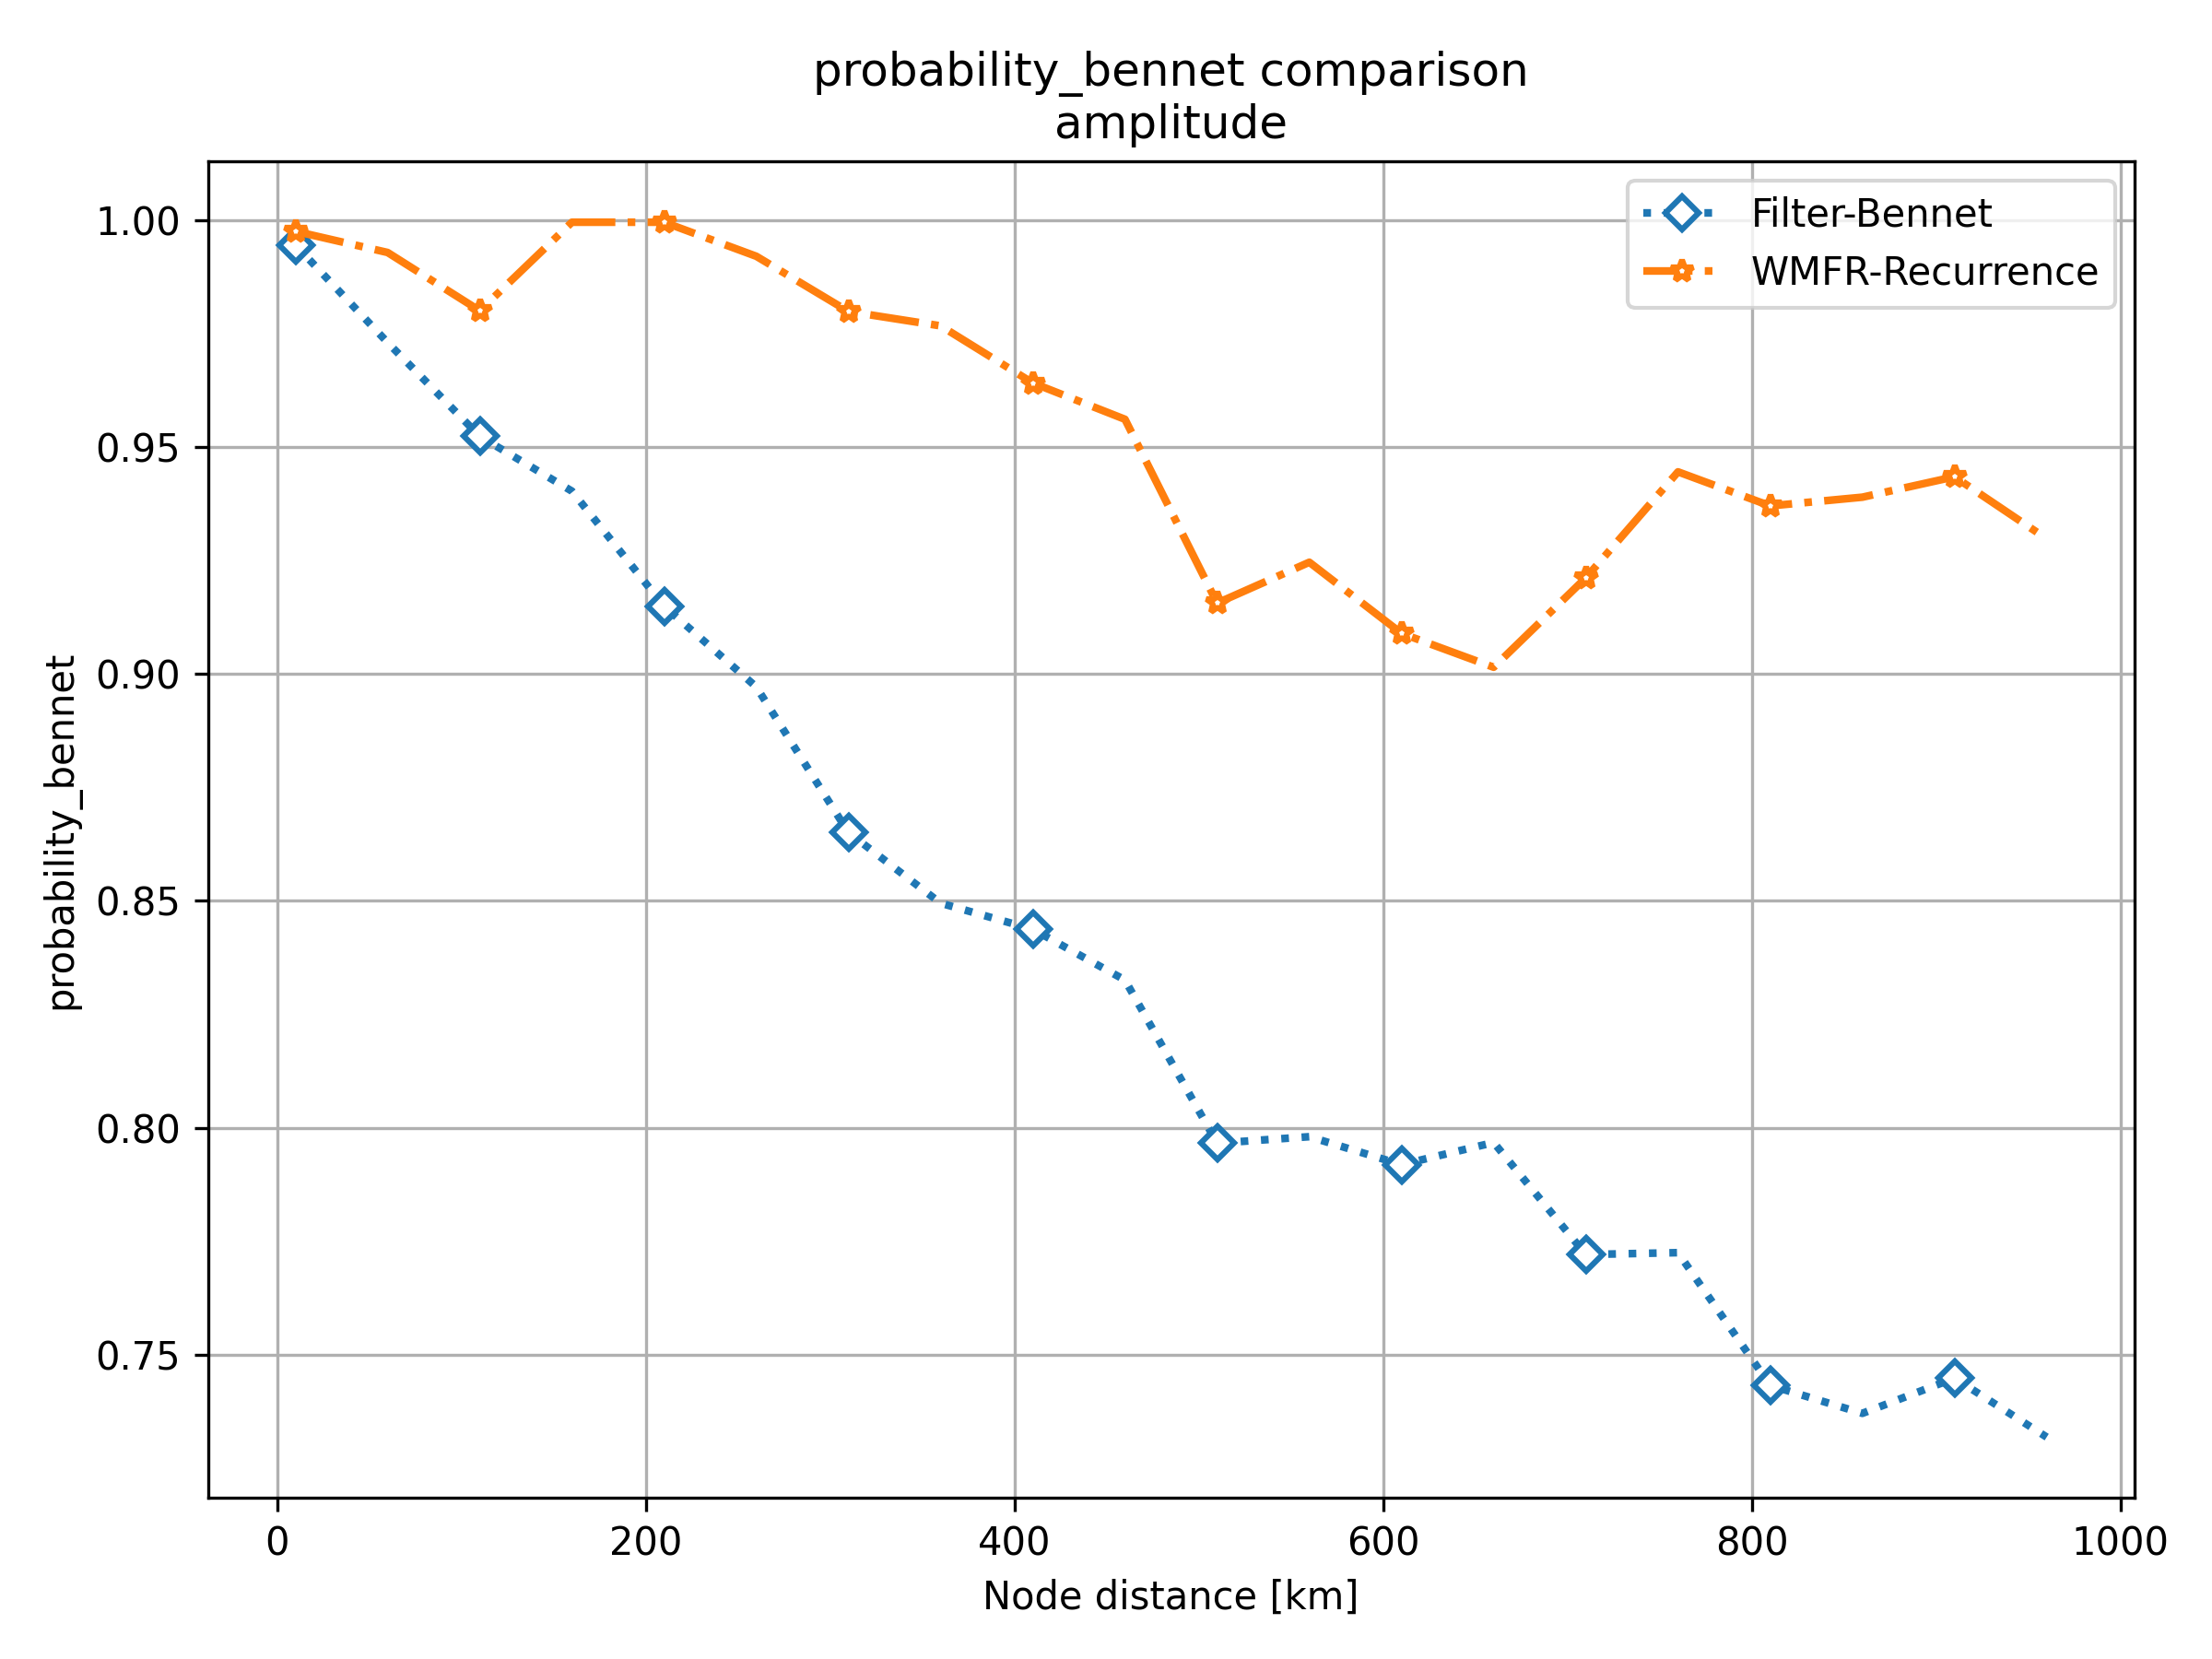 probability_bennet comparison
amplitude
Filter-Bennet
WMFR-Recurrence
1.00
0.95
0.90
0.85
0.80
0.75
probability_bennet
0 200 400 600 800 1000
Node distance [km]